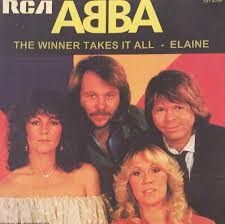 RCA
ABBA
THE WINNER TAKES IT ALL - ELAINE